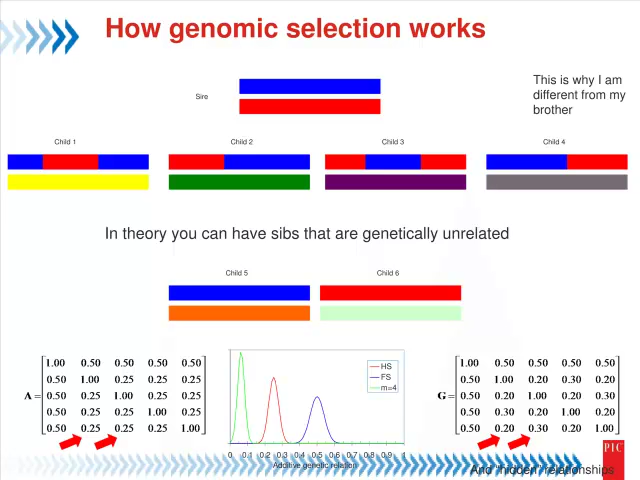 How genomic selection works
This is why I am
different from my
brother
Sire
Child 1 Child 2 Child 3 Child 4
In theory you can have sibs that are genetically unrelated
Child 5 Child 6
A =
1.00 0.50 0.50 0.50 0.50
0.50 1.00 0.25 0.25 0.25
0.50 0.25 1.00 0.25 0.25
0.50 0.25 0.25 1.00 0.25
0.50 0.25 0.25 0.25 1.00
HS
FS
m=4
0 0.1 0.2 0.3 0.4 0.5 0.6 0.7 0.8 0.9 1
Additive genetic relation
G =
1.00 0.50 0.50 0.50 0.50
0.50 1.00 0.20 0.30 0.20
0.50 0.20 1.00 0.20 0.30
0.50 0.30 0.20 1.00 0.20
0.50 0.20 0.30 0.20 1.00
PIC
And “hidden” relationships